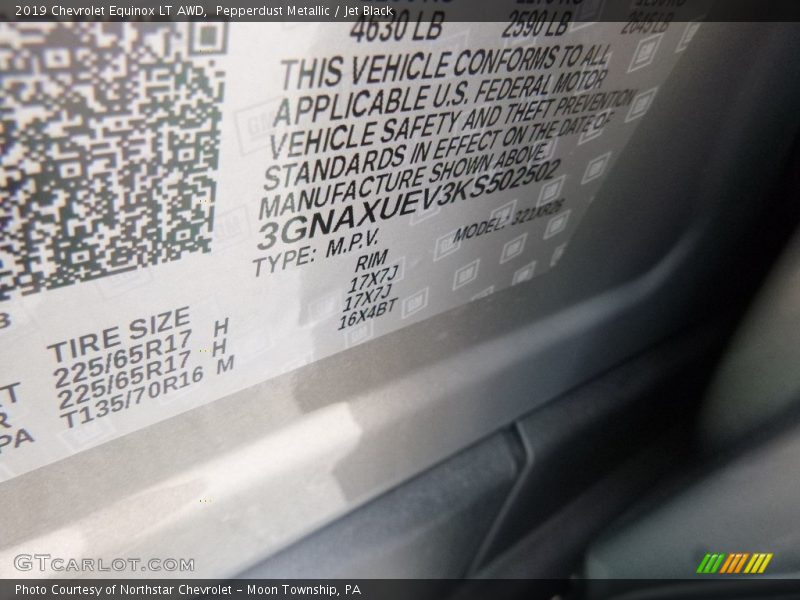 2019 Chevrolet Equinox LT AWD, Pepperdust Metallic / Jet Black
4630 LB 2590 LB 2645 LB
THIS VEHICLE CONFORMS TO ALL
APPLICABLE U.S. FEDERAL MOTOR
VEHICLE SAFETY AND THEFT PREVENTION
STANDARDS IN EFFECT ON THE DATE OF
MANUFACTURE SHOWN ABOVE.
3GNAXUEV3KS502502
TYPE: M.P.V. MODEL: 321XR26
TIRE SIZE RIM
225/65R17 H 17X7J
225/65R17 H 17X7J
T135/70R16 M 16X4BT
GTCARLOT.COM
Photo Courtesy of Northstar Chevrolet - Moon Township, PA